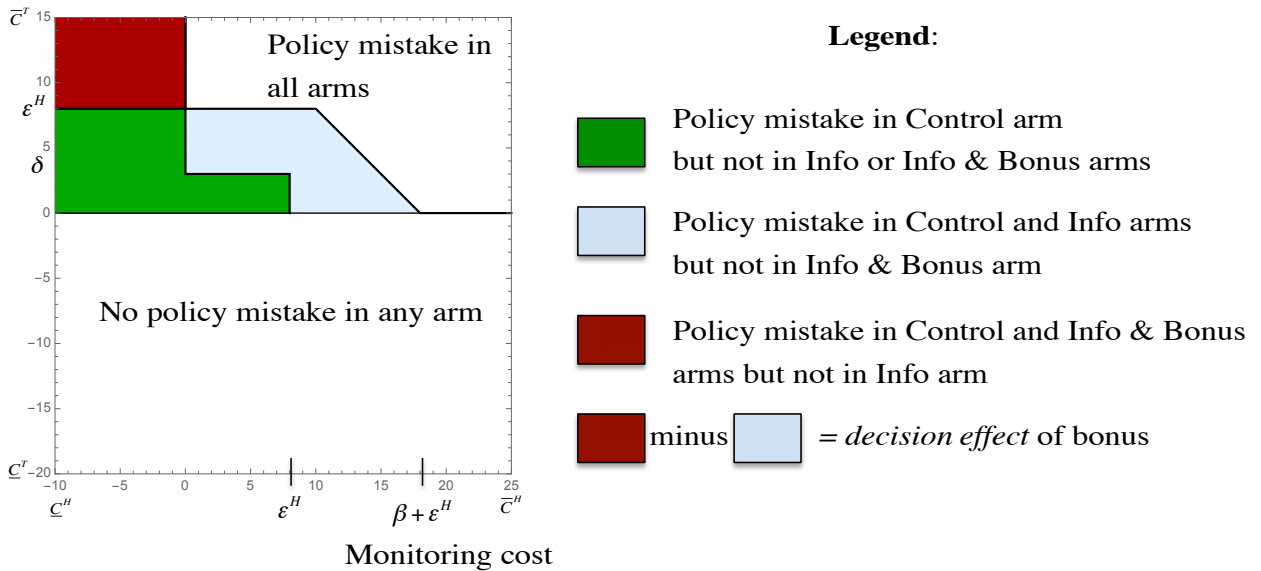 C̅ᵀ 15
Policy mistake in
all arms
10
εᴴ
5
δ
0
−5
No policy mistake in any arm
−10
−15
C̲ᵀ −20
−10 −5 0 5 10 15 20 25
C̲ᴴ εᴴ β + εᴴ C̅ᴴ
Monitoring cost
Legend:
Policy mistake in Control arm
but not in Info or Info & Bonus arms
Policy mistake in Control and Info arms
but not in Info & Bonus arm
Policy mistake in Control and Info & Bonus
arms but not in Info arm
minus = decision effect of bonus